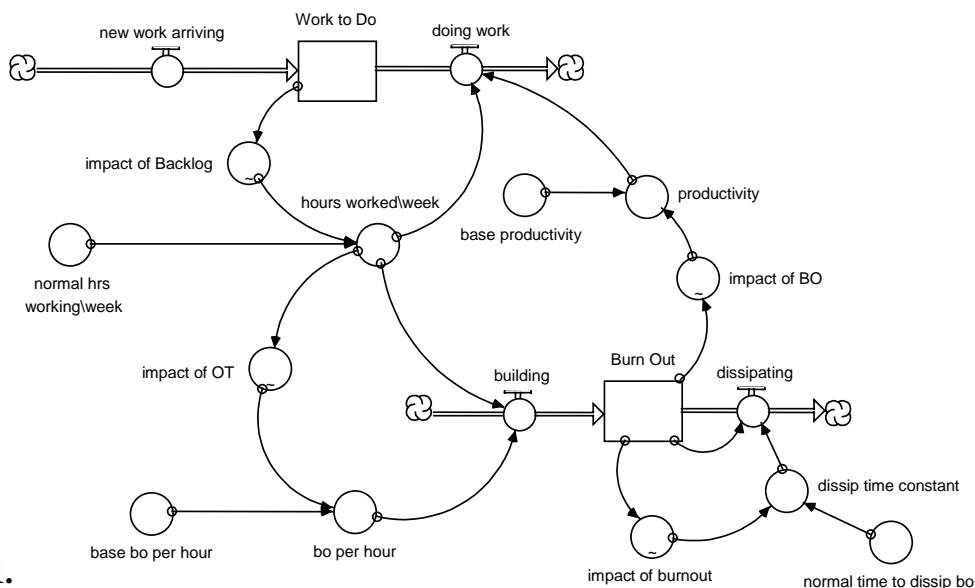 Work to Do
new work arriving
doing work
impact of Backlog
~
hours worked\week
base productivity
productivity
normal hrs
working\week
impact of BO
~
impact of OT
~
building
Burn Out
dissipating
base bo per hour
bo per hour
dissip time constant
~
impact of burnout
normal time to dissip bo